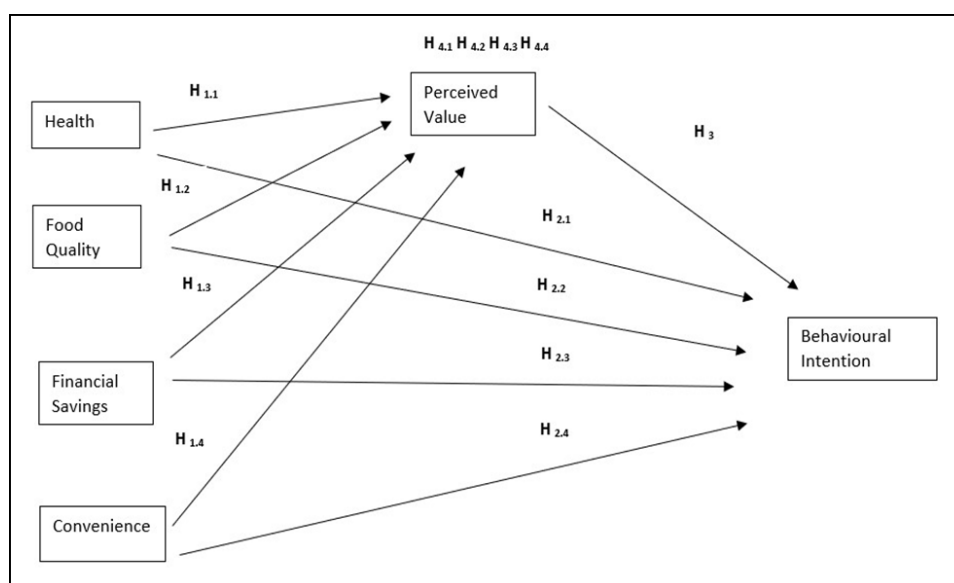 H 4.1 H 4.2 H 4.3 H 4.4
Perceived
Value
H 1.1
Health
H 3
H 1.2
Food
Quality
H 2.1
H 1.3
H 2.2
Behavioural
Intention
H 2.3
Financial
Savings
H 1.4
H 2.4
Convenience